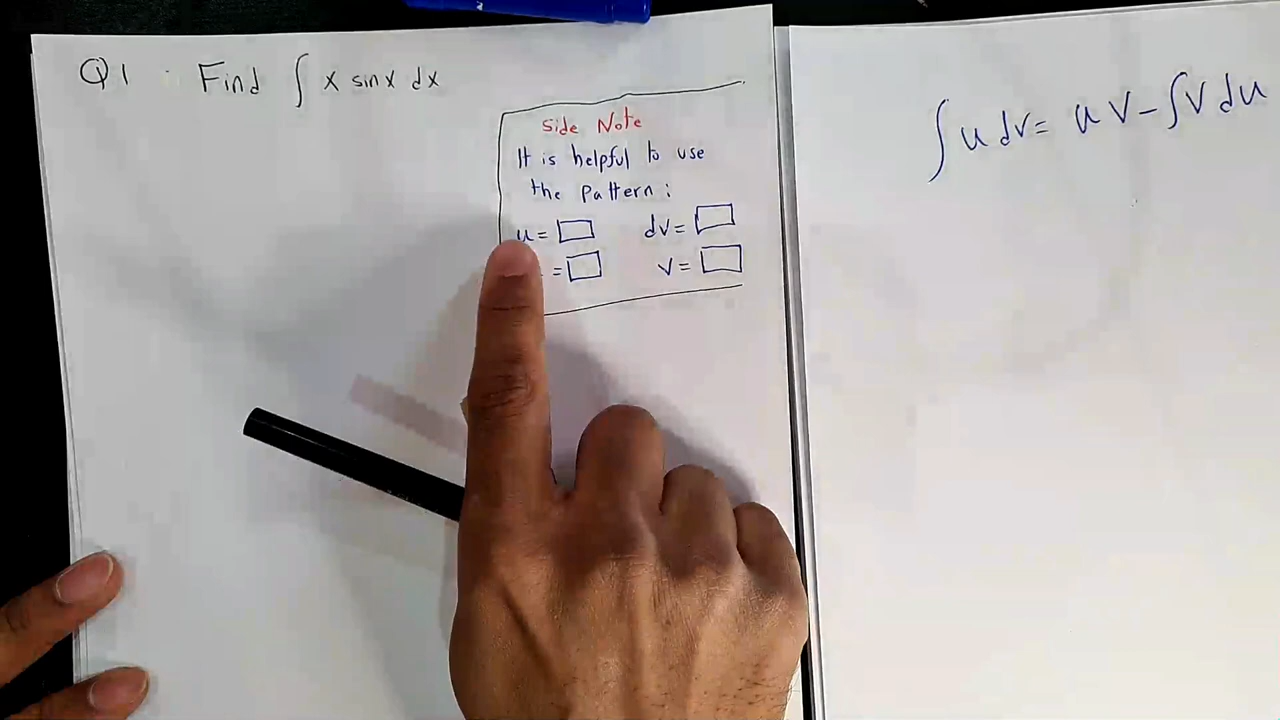 Q1 . Find ∫ x sinx dx
Side Note
It is helpful to use
the pattern:
u = □ dv = □
= □ v = □
∫ u dv = u v - ∫ v du